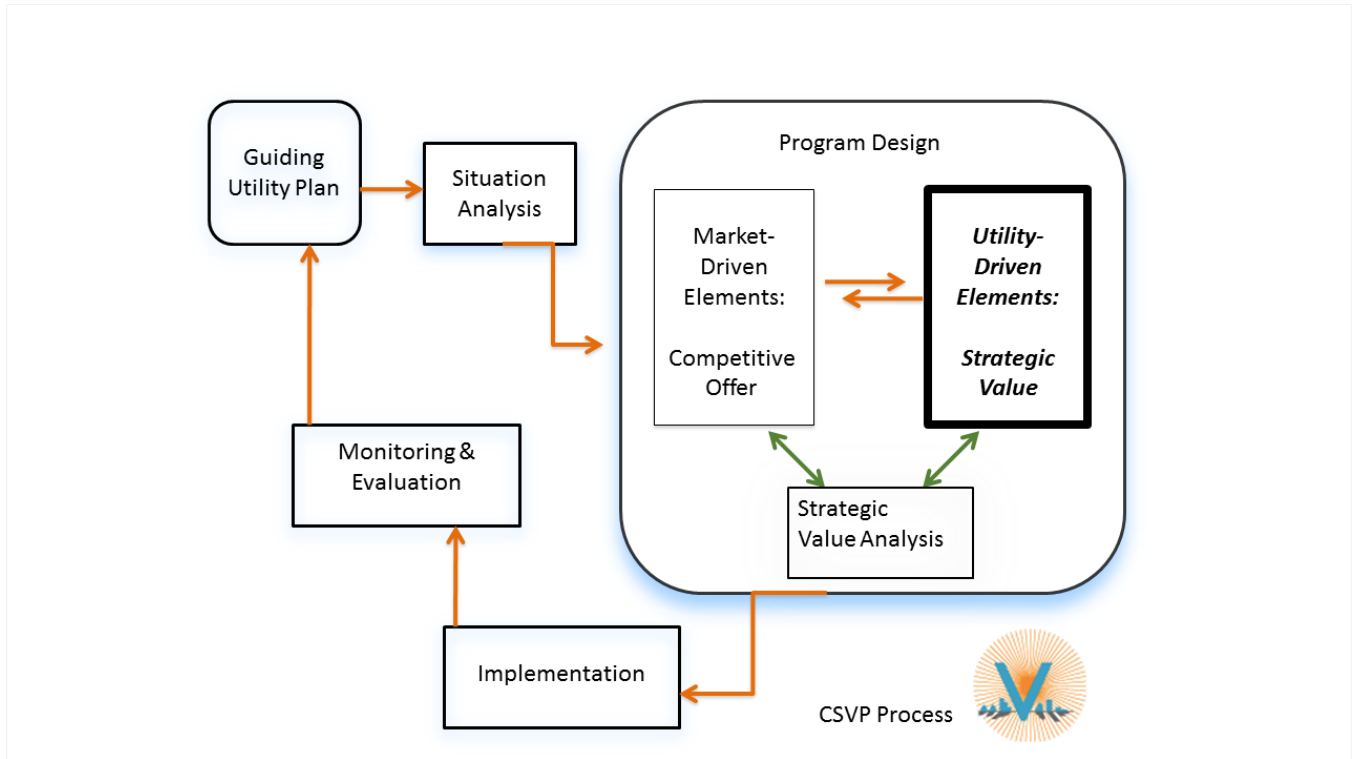 Guiding
Utility Plan
Situation
Analysis
Program Design
Market-
Driven
Elements:
Competitive
Offer
Utility-
Driven
Elements:
Strategic
Value
Strategic
Value Analysis
Monitoring &
Evaluation
Implementation
CSVP Process
V